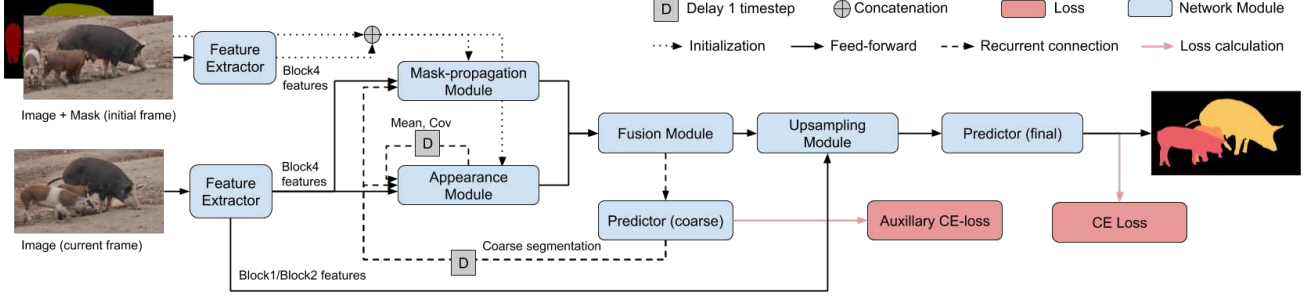 D Delay 1 timestep Concatenation Loss Network Module
Initialization Feed-forward Recurrent connection Loss calculation
Feature
Extractor
Block4
features
Image + Mask (initial frame)
Mask-propagation
Module
Mean, Cov
D
Appearance
Module
Feature
Extractor
Block4
features
Image (current frame)
Fusion Module
Upsampling
Module
Predictor (final)
Predictor (coarse)
Auxillary CE-loss
CE Loss
Coarse segmentation
D
Block1/Block2 features